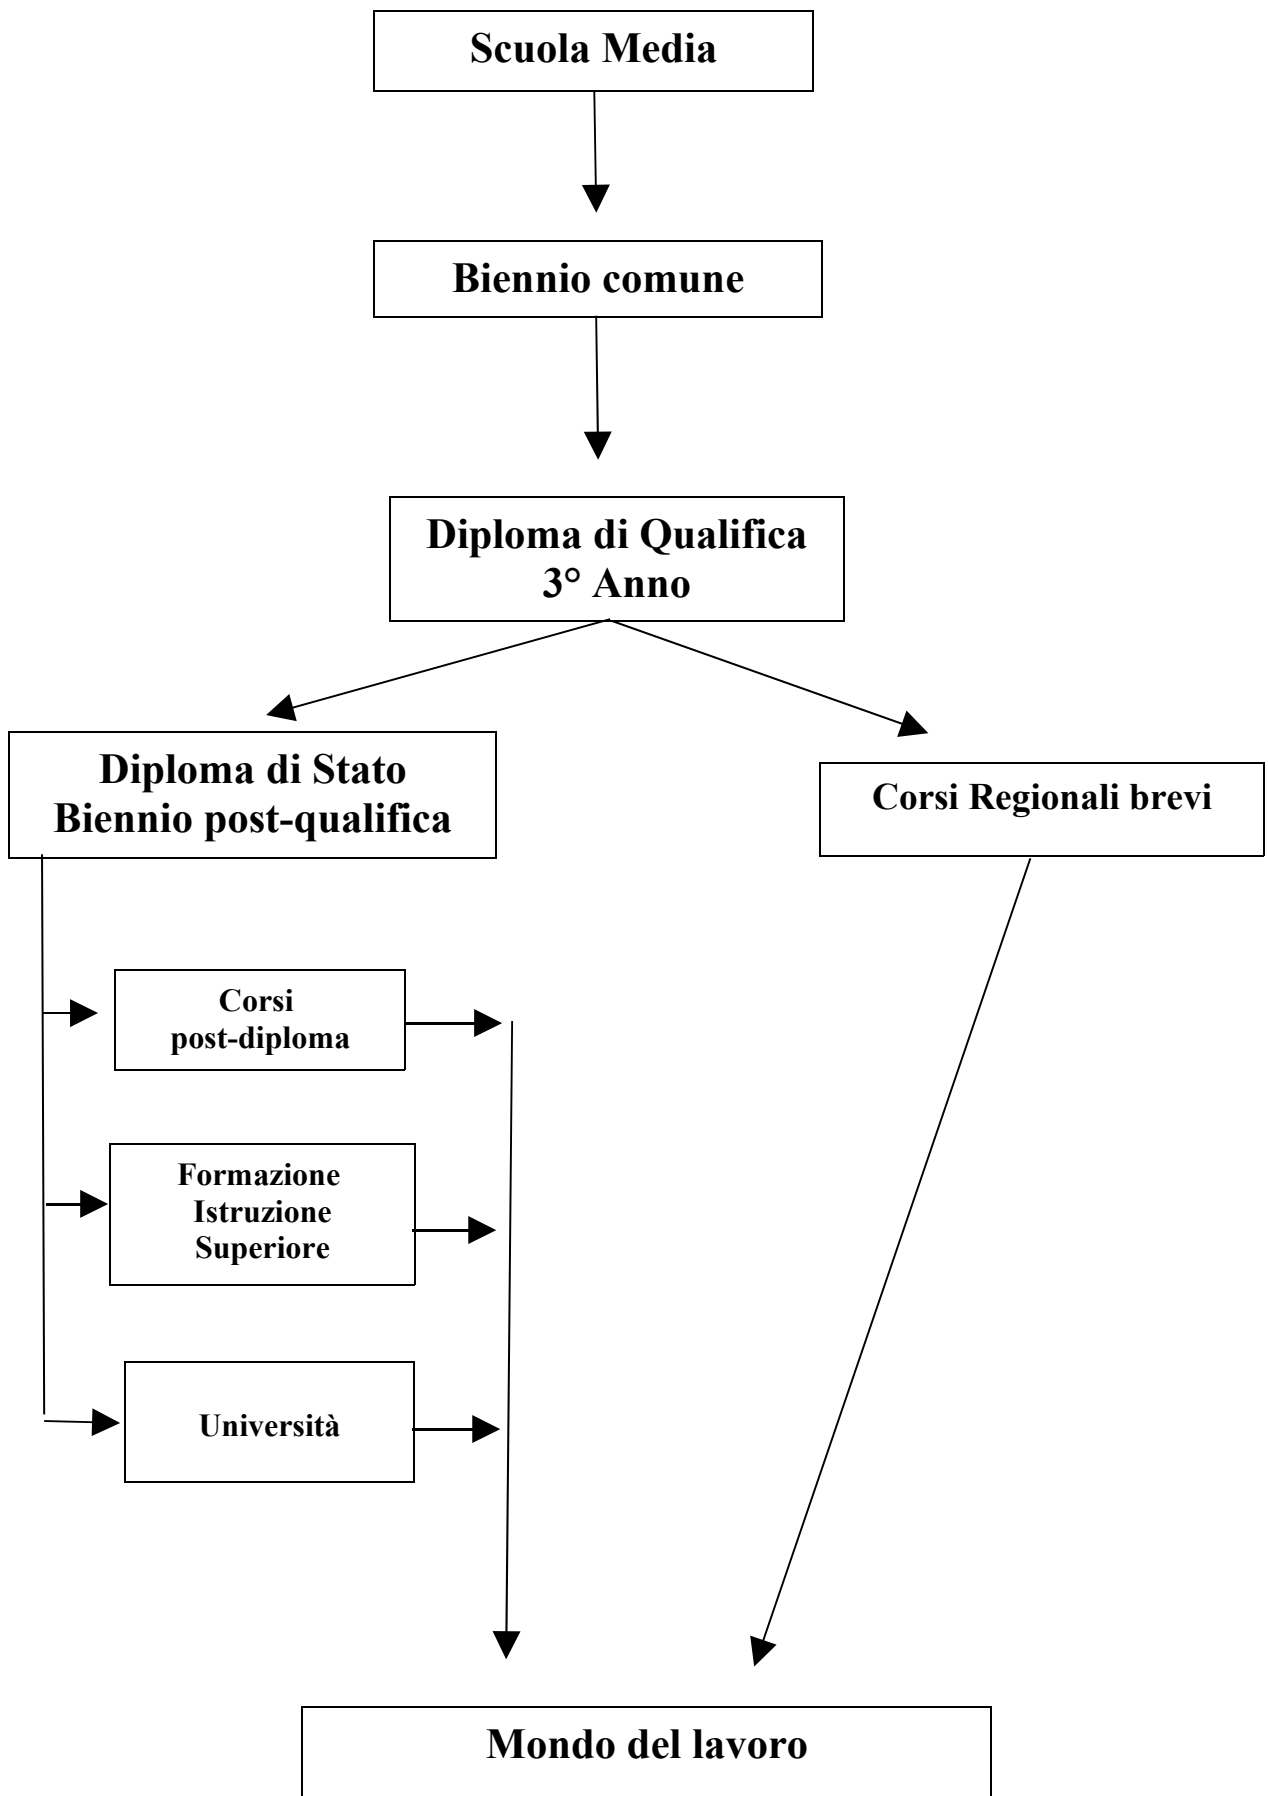 Scuola Media
Biennio comune
Diploma di Qualifica
3° Anno
Diploma di Stato
Biennio post-qualifica
Corsi Regionali brevi
Corsi
post-diploma
Formazione
Istruzione
Superiore
Università
Mondo del lavoro